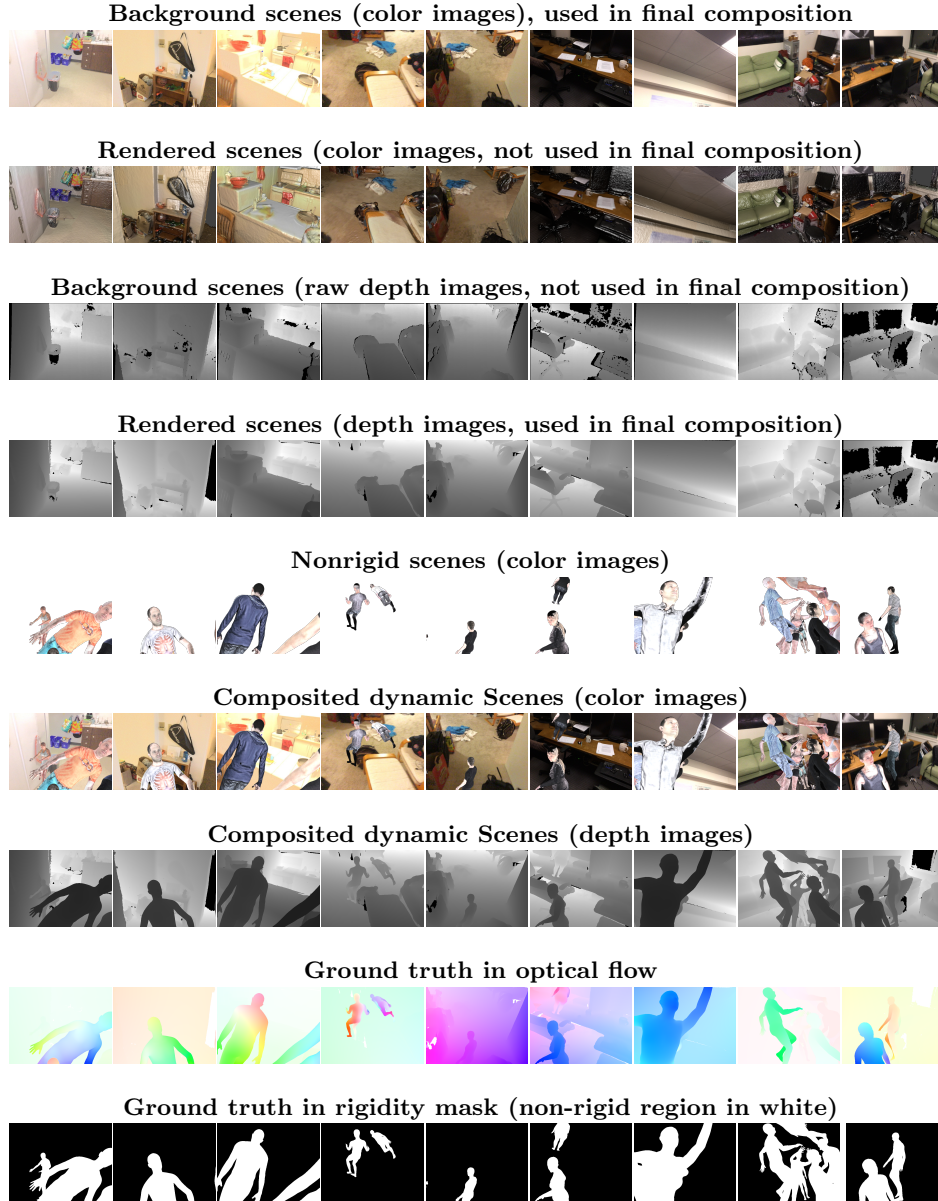 Background scenes (color images), used in final composition
Rendered scenes (color images, not used in final composition)
Background scenes (raw depth images, not used in final composition)
Rendered scenes (depth images, used in final composition)
Nonrigid scenes (color images)
Composited dynamic Scenes (color images)
Composited dynamic Scenes (depth images)
Ground truth in optical flow
Ground truth in rigidity mask (non-rigid region in white)